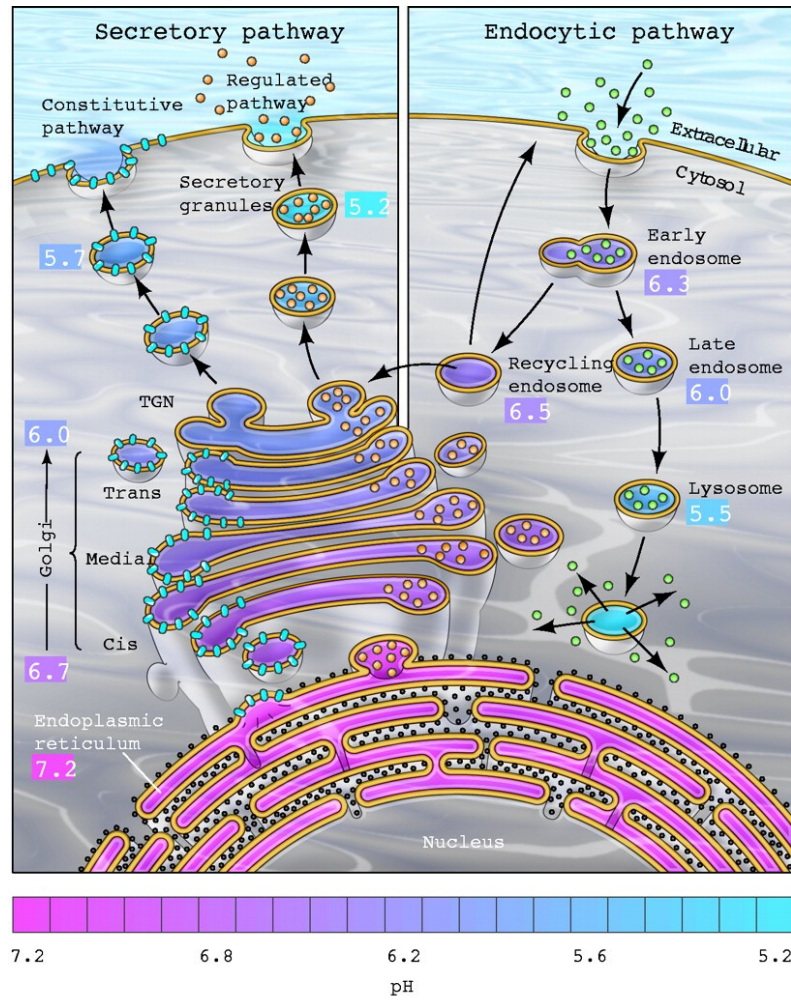 Secretory pathway
Regulated
pathway
Constitutive
pathway
Secretory
granules
5.2
5.7
TGN
6.0
Trans
Golgi
Medial
Cis
6.7
Endoplasmic
reticulum
7.2
Endocytic pathway
Extracellular
Cytosol
Early
endosome
6.3
Recycling
endosome
6.5
Late
endosome
6.0
Lysosome
5.5
Nucleus
7.2 6.8 6.2 5.6 5.2
pH